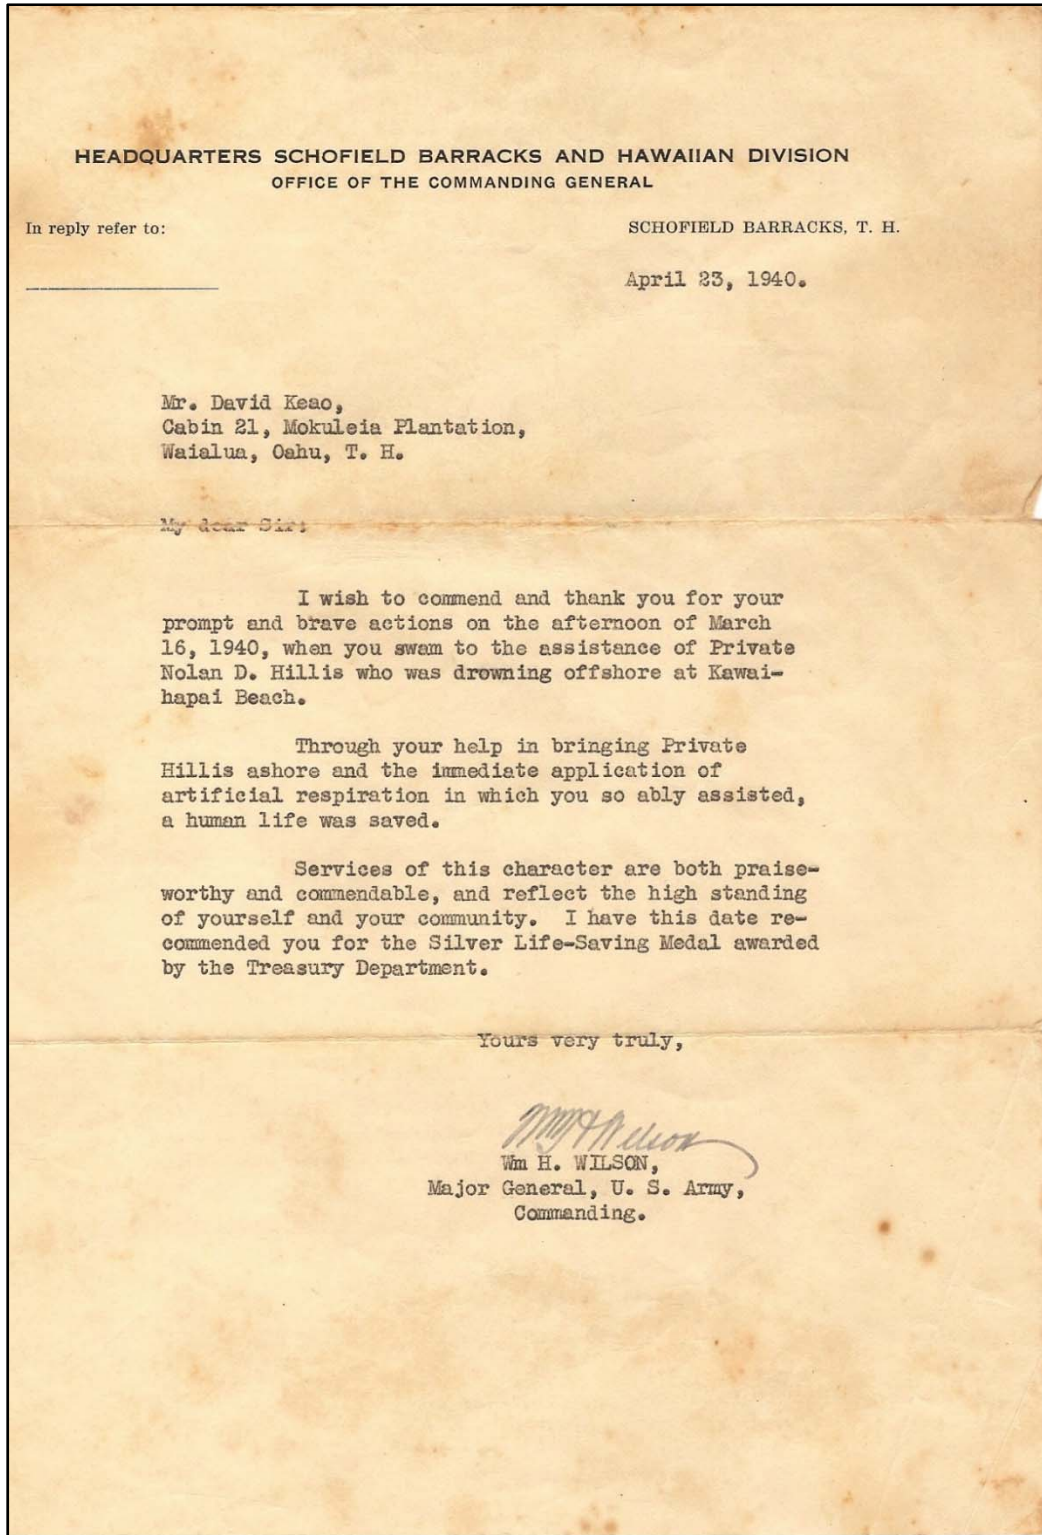 HEADQUARTERS SCHOFIELD BARRACKS AND HAWAIIAN DIVISION
OFFICE OF THE COMMANDING GENERAL
In reply refer to:
SCHOFIELD BARRACKS, T. H.
April 23, 1940.
Mr. David Keao,
Cabin 21, Mokuleia Plantation,
Waialua, Oahu, T. H.
My dear Sir:
I wish to commend and thank you for your
prompt and brave actions on the afternoon of March
16, 1940, when you swam to the assistance of Private
Nolan D. Hillis who was drowning offshore at Kawai-
hapai Beach.
Through your help in bringing Private
Hillis ashore and the immediate application of
artificial respiration in which you so ably assisted,
a human life was saved.
Services of this character are both praise-
worthy and commendable, and reflect the high standing
of yourself and your community.  I have this date re-
commended you for the Silver Life-Saving Medal awarded
by the Treasury Department.
Yours very truly,
Wm H Wilson
Wm H. WILSON,
Major General, U. S. Army,
Commanding.